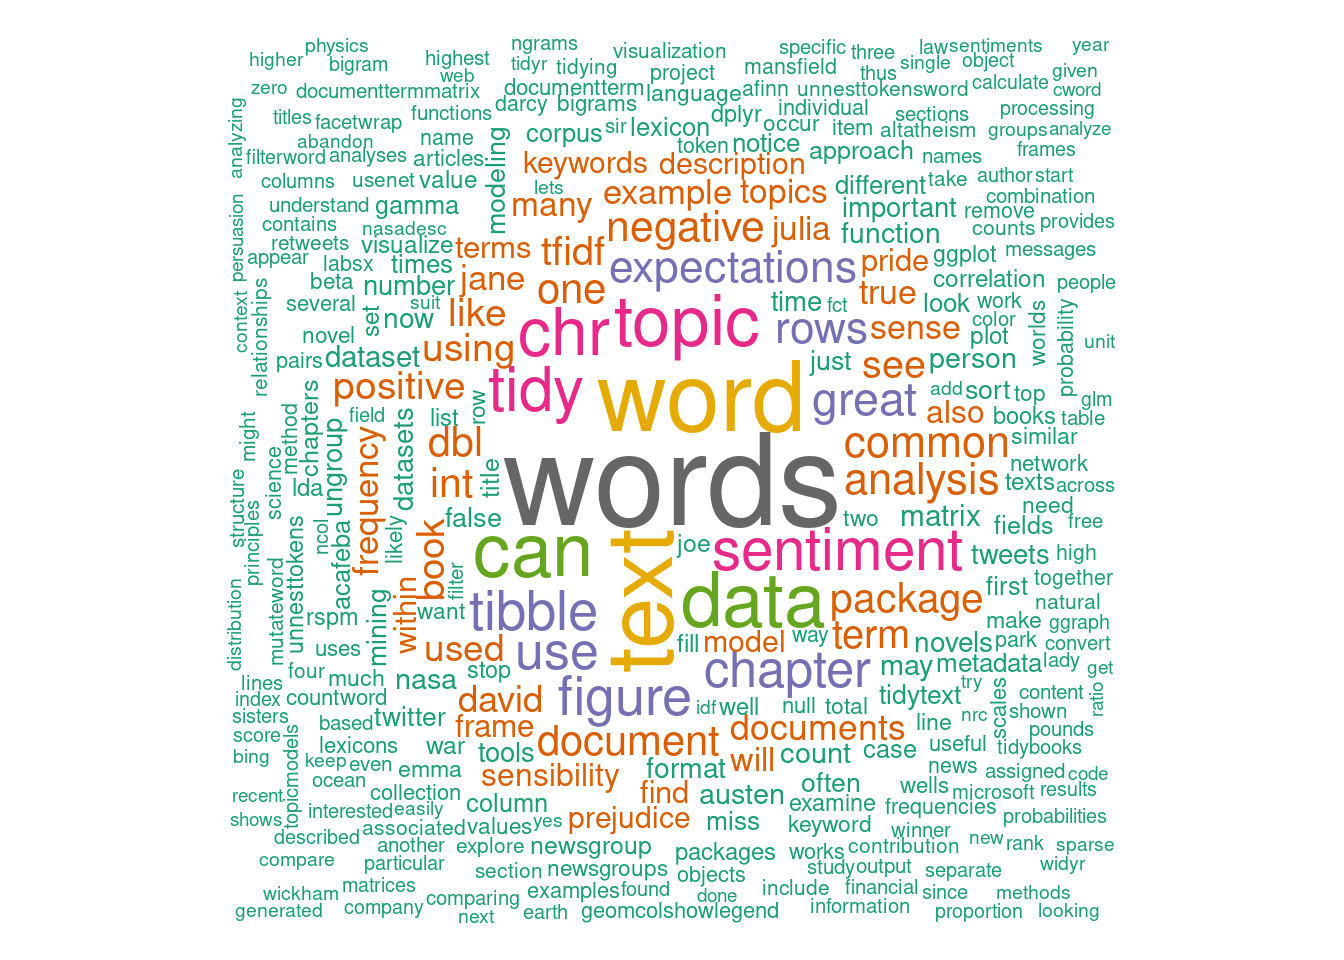 physics ngrams visualization specific three lawsentiments year
higher bigram highest tidyr tidying project mansfield thus single object given
zero web documentterm language afinn unnesttokensword calculate cword
documenttermmatrix darcy bigrams dplyr individual sections processing
titles facetwrap functions corpus sir lexicon occur item altatheism groups analyze
analyzing abandon name token notice approach names frames
filterword analyses articles modeling keywords description author start
columns usenet value lets example topics different take combination
understand gamma many negative julia important remove provides
contains nasadesc function counts
persuasion retweets visualize terms tfidf expectations pride ggplot messages
appear labsx times jane one correlation people
context relationships beta number time fct true look work
several suit like chr topic rows sense color worlds probability
novel set now plot unit
pairs dataset using just see person
positive tidy word great add sort top glm
might method chapters field list row also books table
science ungroup frequency datasets dbl common similar
structure lda int title words analysis network
principles ncol likely false texts across
unnesttokens acafeba book two matrix need
can text joe sentiment fields free
mutateword mining within filter tweets high
distribution rspm want tibble data package first together
natural
uses used use fill model way term novels make ggraph
park convert
four much nasa stop chapter may metadata lady get
lines countword david figure tidytext try scales content ratio
index based twitter idf well null total nrc shown
sisters frame line pounds
score lexicons war tools document documents count case useful tidybooks
bing topicmodels keep even emma sensibility format will news assigned code
ocean collection find often wells microsoft results
recent interested easily column austen examine frequencies
shows associated values yes prejudice miss keyword winner probabilities
described another explore newsgroup packages works contribution new rank sparse
compare particular section newsgroups objects study output separate widyr
wickham matrices comparing examples found done include financial since methods
generated company next earth geomcolshowlegend information proportion looking